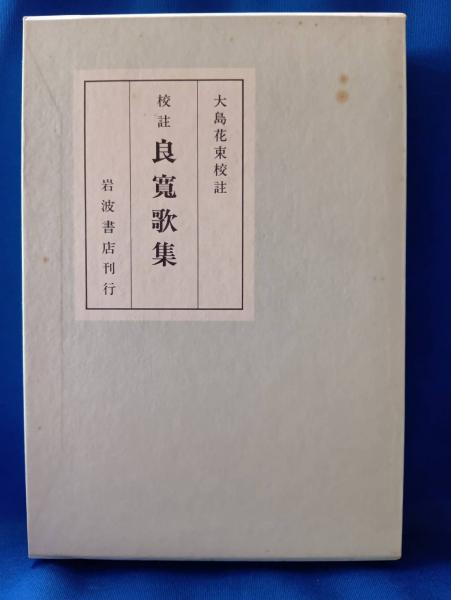 大島花束校註
校註 良寛歌集
岩波書店刊行